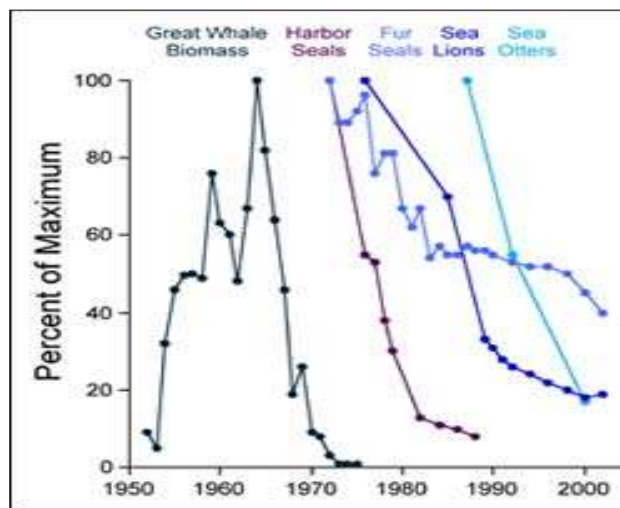 Great Whale Harbor Fur Sea Sea
Biomass Seals Seals Lions Otters
100
80
60
40
20
0
Percent of Maximum
1950 1960 1970 1980 1990 2000